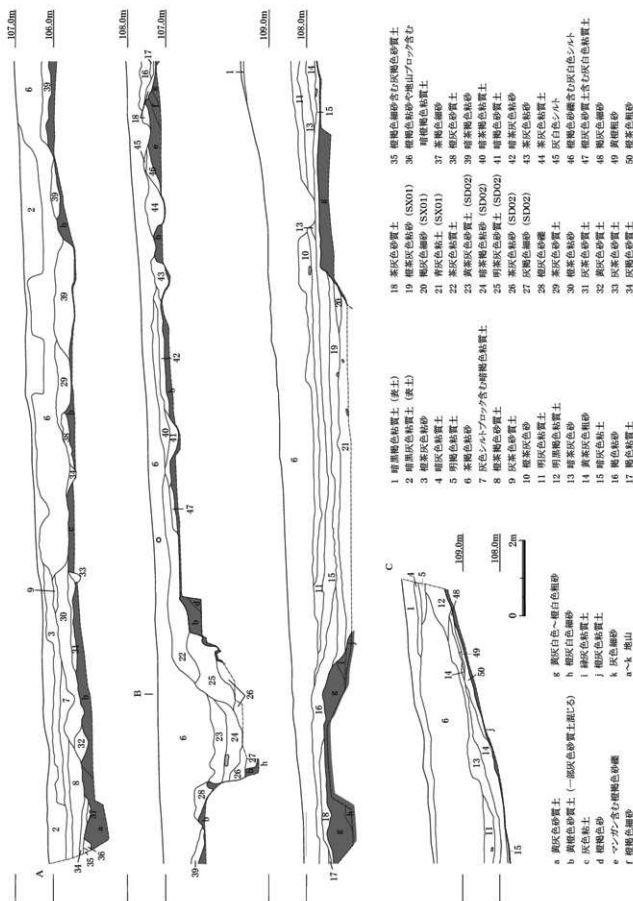 107.0m
106.0m
108.0m
107.0m
109.0m
108.0m
109.0m
108.0m
A
B
C
0
2m
1 暗黒褐色粘質土 (表土)
2 暗黒灰色粘質土 (表土)
3 橙茶灰色粘砂
4 暗灰色粘質土
5 明褐色粘質土
6 茶褐色粘砂
7 灰色シルトブロック含む暗褐色粘質土
8 橙茶褐色砂質土
9 灰茶色砂質土
10 橙茶灰色砂
11 明灰色粘質土
12 明黒褐色粘質土
13 暗茶灰色砂
14 黄茶灰色粗砂
15 暗灰色粘土
16 褐色粘砂
17 褐色粘質土
18 茶灰色砂質土
19 橙茶灰色粘砂 (SX01)
20 褐灰色細砂 (SX01)
21 青灰色粘土 (SX01)
22 茶灰色粘質土
23 黄茶灰色砂質土 (SD02)
24 暗茶褐色粘砂 (SD02)
25 明茶灰色砂質土 (SD02)
26 茶灰色粘砂 (SD02)
27 灰褐色細砂 (SD02)
28 橙灰色砂礫
29 茶灰色砂質土
30 橙茶色粘砂
31 灰茶色砂質土
32 黄灰色砂質土
33 灰茶色粘砂
34 灰褐色砂質土
35 橙褐色細砂含む灰褐色砂質土
36 橙褐色粘砂や地山ブロック含む
暗橙褐色粘質土
37 茶褐色細砂
38 橙灰色砂質土
39 暗茶褐色粘砂
40 暗茶褐色粘質土
41 暗褐色砂質土
42 暗茶灰色粘砂
43 茶灰色粘砂
44 茶灰色粘質土
45 灰白色シルト
46 橙褐色砂礫含む灰白色シルト
47 橙灰色砂質土含む灰白色粘質土
48 褐灰色細砂
49 黄橙粗砂
50 橙茶色粗砂
a 黄灰色砂質土
b 黄橙色砂質土 (一部灰色砂質土混じる)
c 灰色粘土
d 橙褐色砂
e マンガン含む橙褐色砂礫
f 橙褐色細砂
g 黄灰白色～橙白色粗砂
h 橙灰白色細砂
i 緑灰色粘質土
j 橙灰色粘質土
k 灰色細砂
a～k 地山